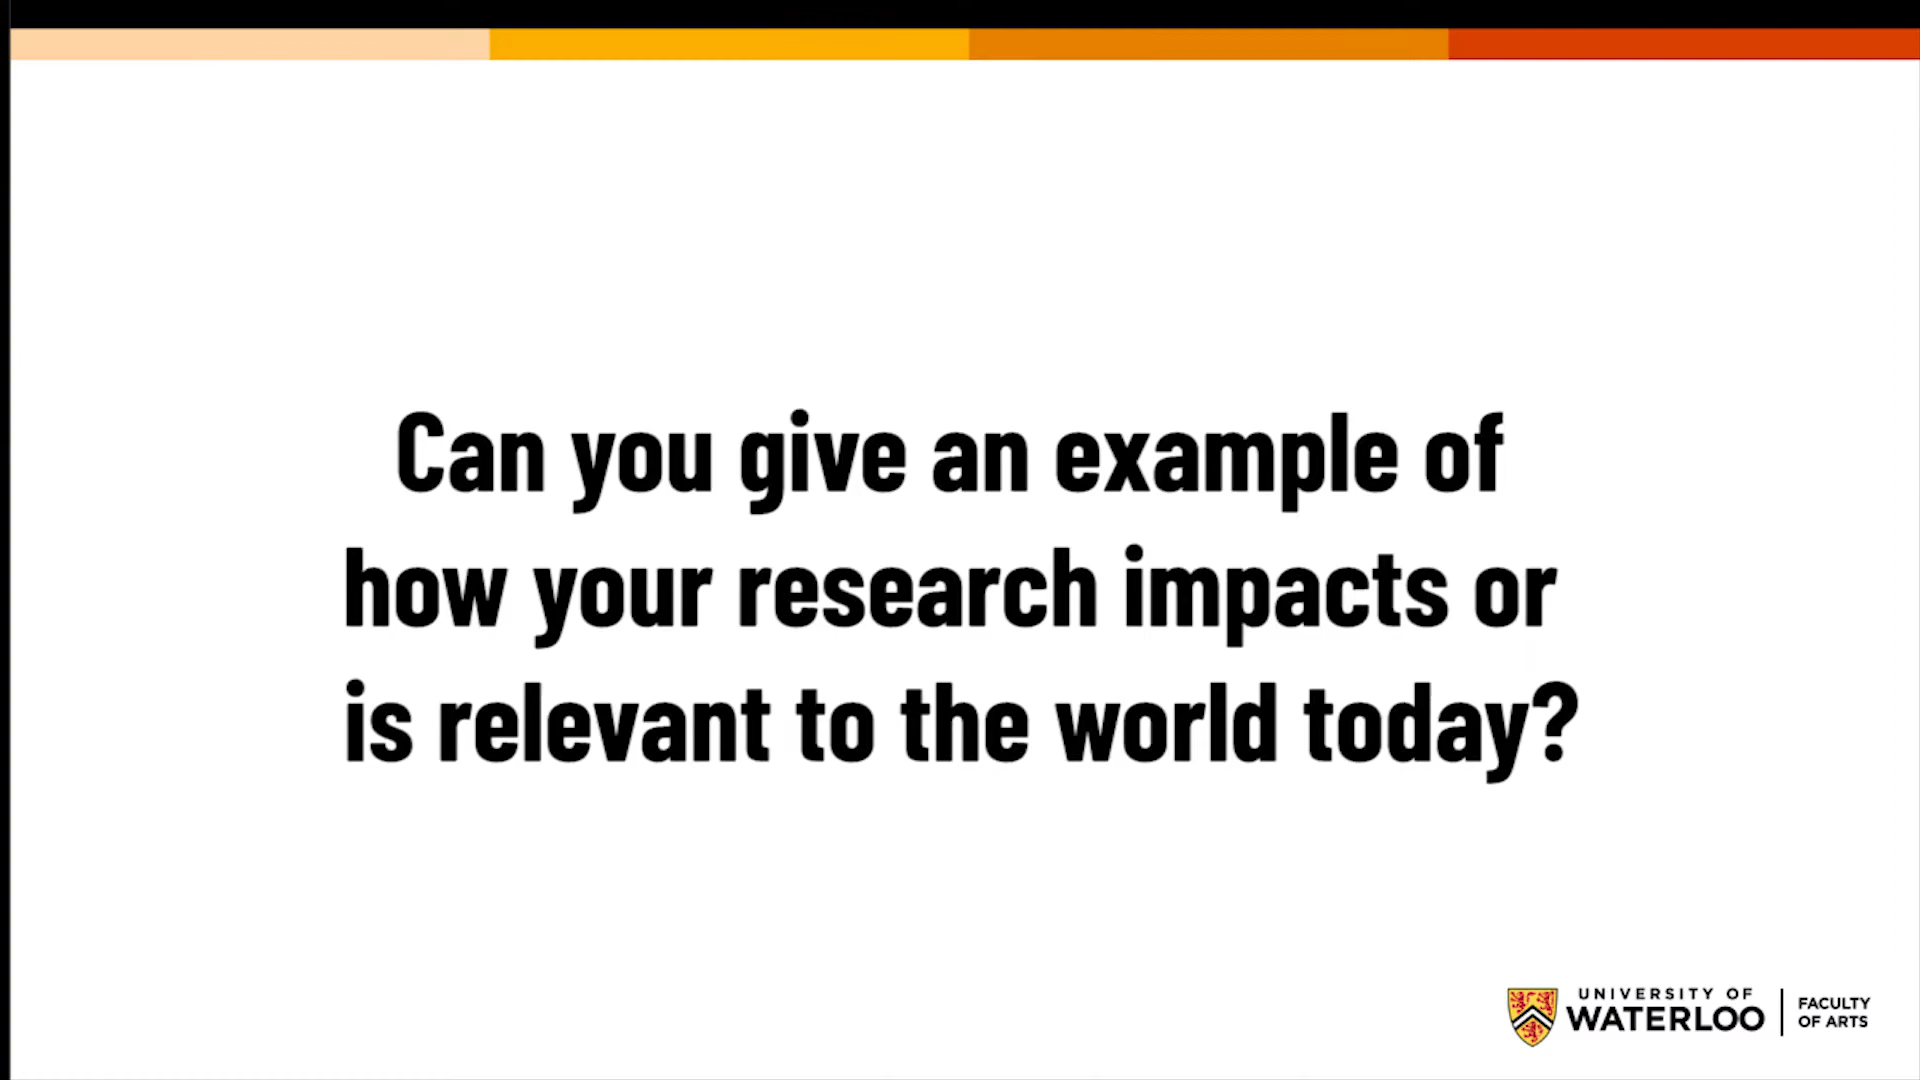 Can you give an example of
how your research impacts or
is relevant to the world today?
UNIVERSITY OF
WATERLOO
FACULTY
OF ARTS